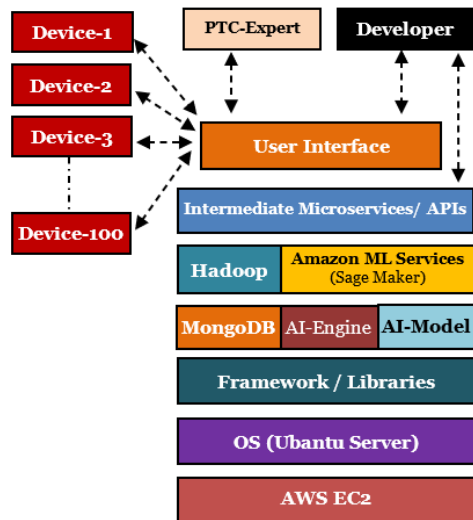 Device-1
PTC-Expert
Developer
Device-2
Device-3
User Interface
Intermediate Microservices/ APIs
Device-100
Hadoop
Amazon ML Services
(Sage Maker)
MongoDB
AI-Engine
AI-Model
Framework / Libraries
OS (Ubantu Server)
AWS EC2